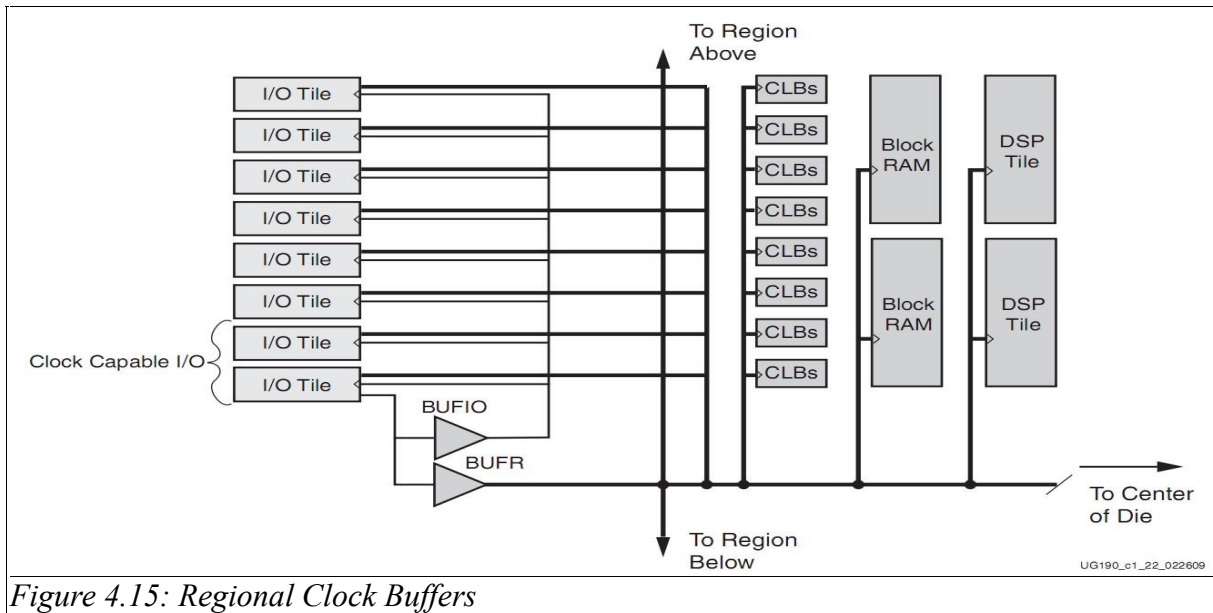 To Region
Above
I/O Tile
I/O Tile
I/O Tile
I/O Tile
I/O Tile
I/O Tile
I/O Tile
I/O Tile
Clock Capable I/O
CLBs
CLBs
CLBs
CLBs
CLBs
CLBs
CLBs
CLBs
Block
RAM
Block
RAM
DSP
Tile
DSP
Tile
BUFIO
BUFR
To Center
of Die
To Region
Below
UG190_c1_22_022609
Figure 4.15: Regional Clock Buffers